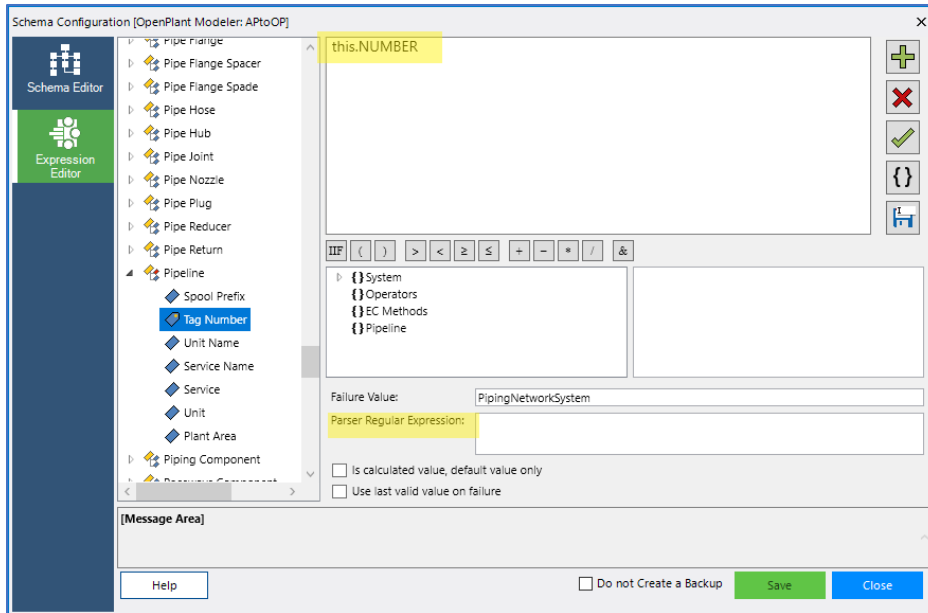 Schema Configuration [OpenPlant Modeler: APtoOP]
Schema Editor
Expression
Editor
Pipe Flange
Pipe Flange Spacer
Pipe Flange Spade
Pipe Hose
Pipe Hub
Pipe Joint
Pipe Nozzle
Pipe Plug
Pipe Reducer
Pipe Return
Pipeline
Spool Prefix
Tag Number
Unit Name
Service Name
Service
Unit
Plant Area
Piping Component
this.NUMBER
IIF ( ) > < ≥ ≤ + - * / &
{} System
{} Operators
{} EC Methods
{} Pipeline
Failure Value: PipingNetworkSystem
Parser Regular Expression:
Is calculated value, default value only
Use last valid value on failure
[Message Area]
Help
Do not Create a Backup
Save
Close